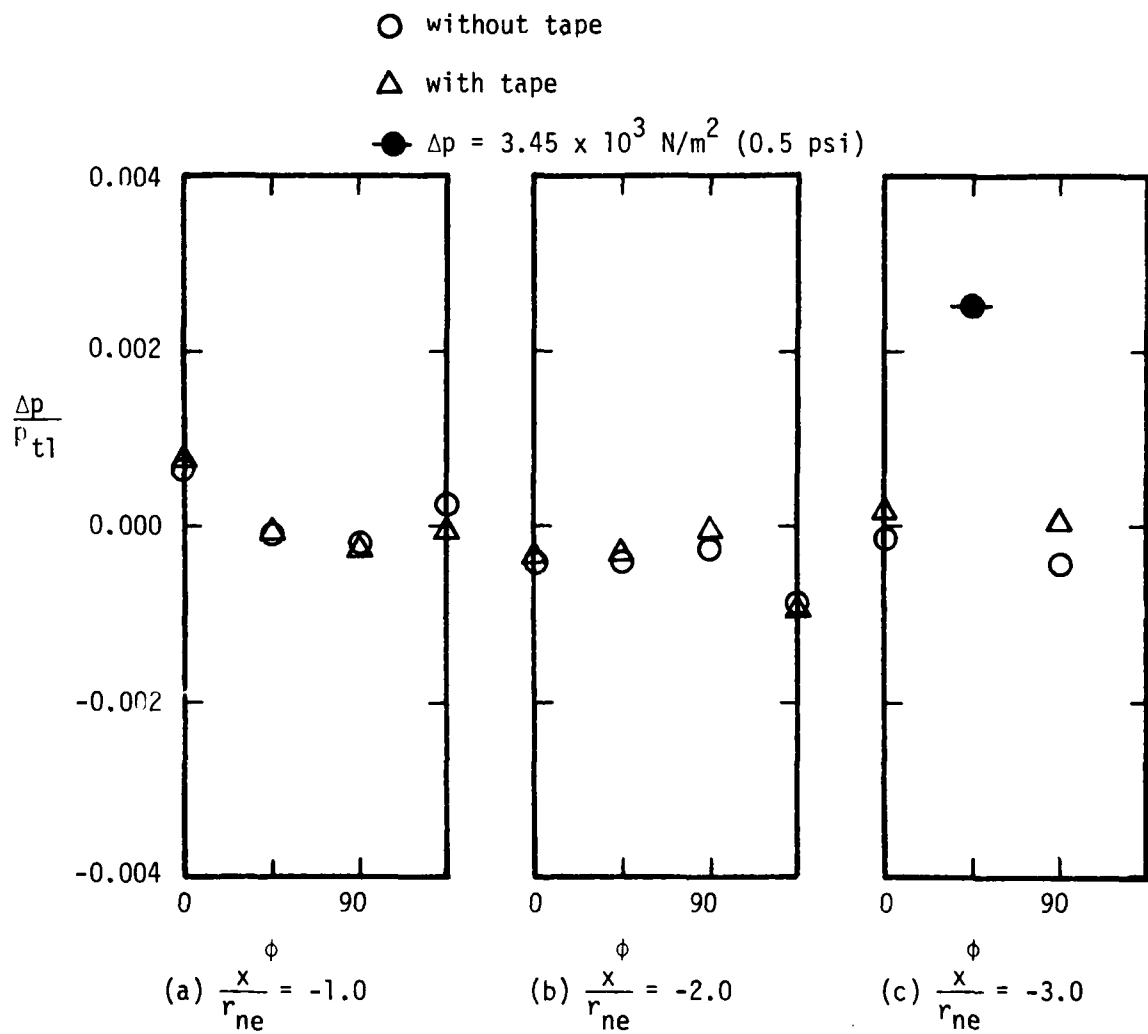 without tape
with tape
Δp = 3.45 x 10³ N/m² (0.5 psi)
0.004
0.002
Δp
p_tl
0.000
-0.002
-0.004
0 90 0 90 0 90
ϕ ϕ ϕ
(a) x/r_ne = -1.0 (b) x/r_ne = -2.0 (c) x/r_ne = -3.0